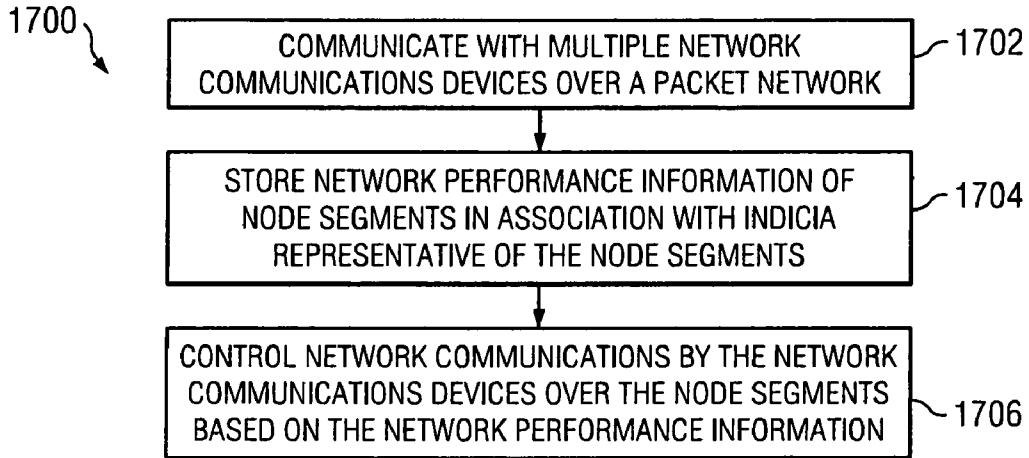 1700
COMMUNICATE WITH MULTIPLE NETWORK
COMMUNICATIONS DEVICES OVER A PACKET NETWORK
1702
STORE NETWORK PERFORMANCE INFORMATION OF
NODE SEGMENTS IN ASSOCIATION WITH INDICIA
REPRESENTATIVE OF THE NODE SEGMENTS
1704
CONTROL NETWORK COMMUNICATIONS BY THE NETWORK
COMMUNICATIONS DEVICES OVER THE NODE SEGMENTS
BASED ON THE NETWORK PERFORMANCE INFORMATION
1706